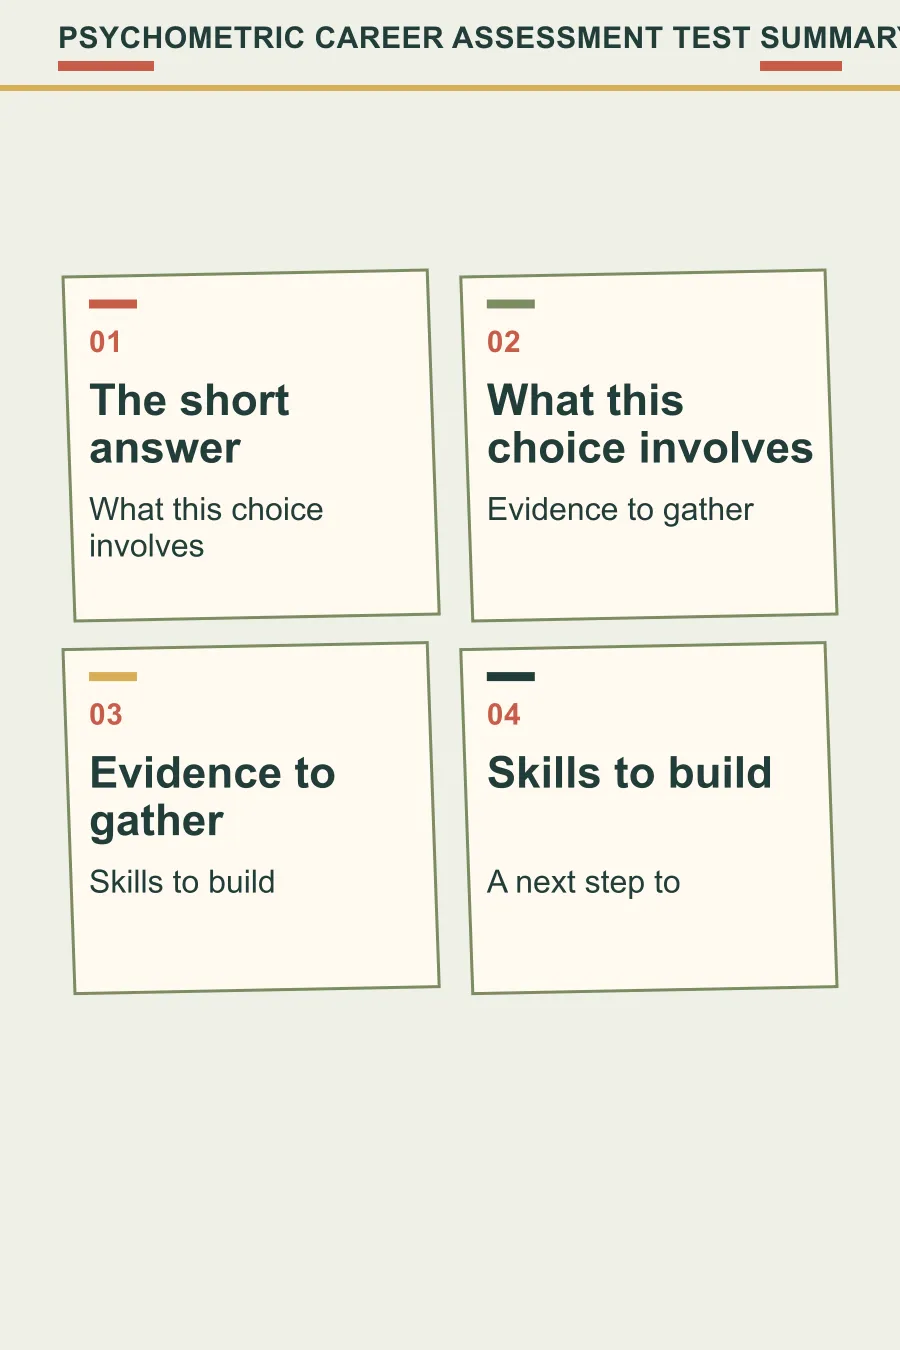 PSYCHOMETRIC CAREER ASSESSMENT TEST SUMMARY
01
The short
answer
What this choice
involves
02
What this
choice involves
Evidence to gather
03
Evidence to
gather
Skills to build
04
Skills to build
A next step to